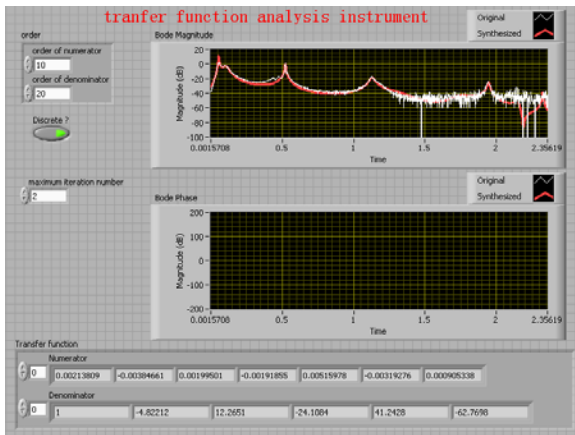 tranfer function analysis instrument
Original
Synthesized
order
order of numerator
10
order of denominator
20
Discrete ?
maximum iteration number
2
Bode Magnitude
Magnitude (dB)
20
0
-20
-40
-60
-80
-100
0.0015708
0.5
1
1.5
2
2.35619
Time
Original
Synthesized
Bode Phase
Magnitude (dB)
200
100
0
-100
-200
0.0015708
0.5
1
1.5
2
2.35619
Time
Transfer function
Numerator
0 0.00213809 -0.00384661 0.00199501 -0.00191855 0.00515978 -0.00319276 0.000905338
Denominator
0 1 -4.82212 12.2651 -24.1084 41.2428 -62.7698